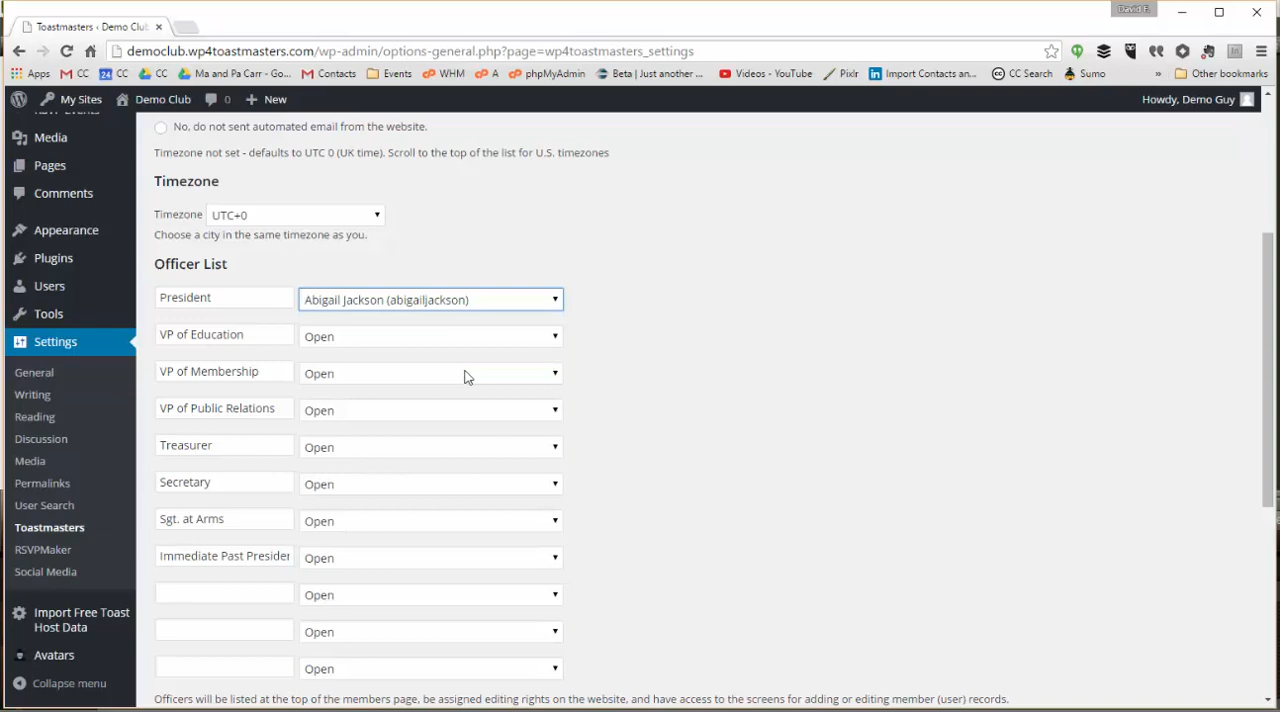 David F.
Toastmasters ‹ Demo Clu
democlub.wp4toastmasters.com/wp-admin/options-general.php?page=wp4toastmasters_settings
Apps CC 24 CC CC Ma and Pa Carr - Go... Contacts Events WHM A phpMyAdmin Beta | Just another ... Videos - YouTube Pixlr Import Contacts an... CC Search Sumo » Other bookmarks
My Sites Demo Club 0 + New Howdy, Demo Guy
Media
Pages
Comments
Appearance
Plugins
Users
Tools
Settings
General
Writing
Reading
Discussion
Media
Permalinks
User Search
Toastmasters
RSVPMaker
Social Media
Import Free Toast
Host Data
Avatars
Collapse menu
No, do not sent automated email from the website.
Timezone not set - defaults to UTC 0 (UK time). Scroll to the top of the list for U.S. timezones
Timezone
Timezone UTC+0
Choose a city in the same timezone as you.
Officer List
President Abigail Jackson (abigailjackson)
VP of Education Open
VP of Membership Open
VP of Public Relations Open
Treasurer Open
Secretary Open
Sgt. at Arms Open
Immediate Past Presider Open
Open
Open
Open
Officers will be listed at the top of the members page, be assigned editing rights on the website, and have access to the screens for adding or editing member (user) records.